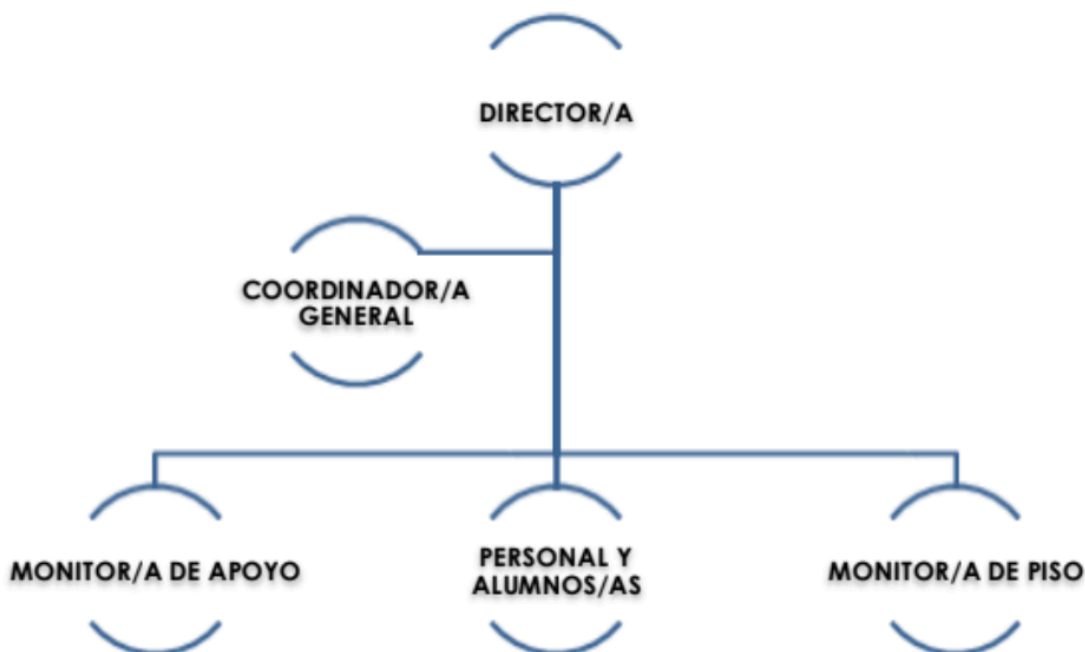 DIRECTOR/A
COORDINADOR/A
GENERAL
MONITOR/A DE APOYO
PERSONAL Y
ALUMNOS/AS
MONITOR/A DE PISO